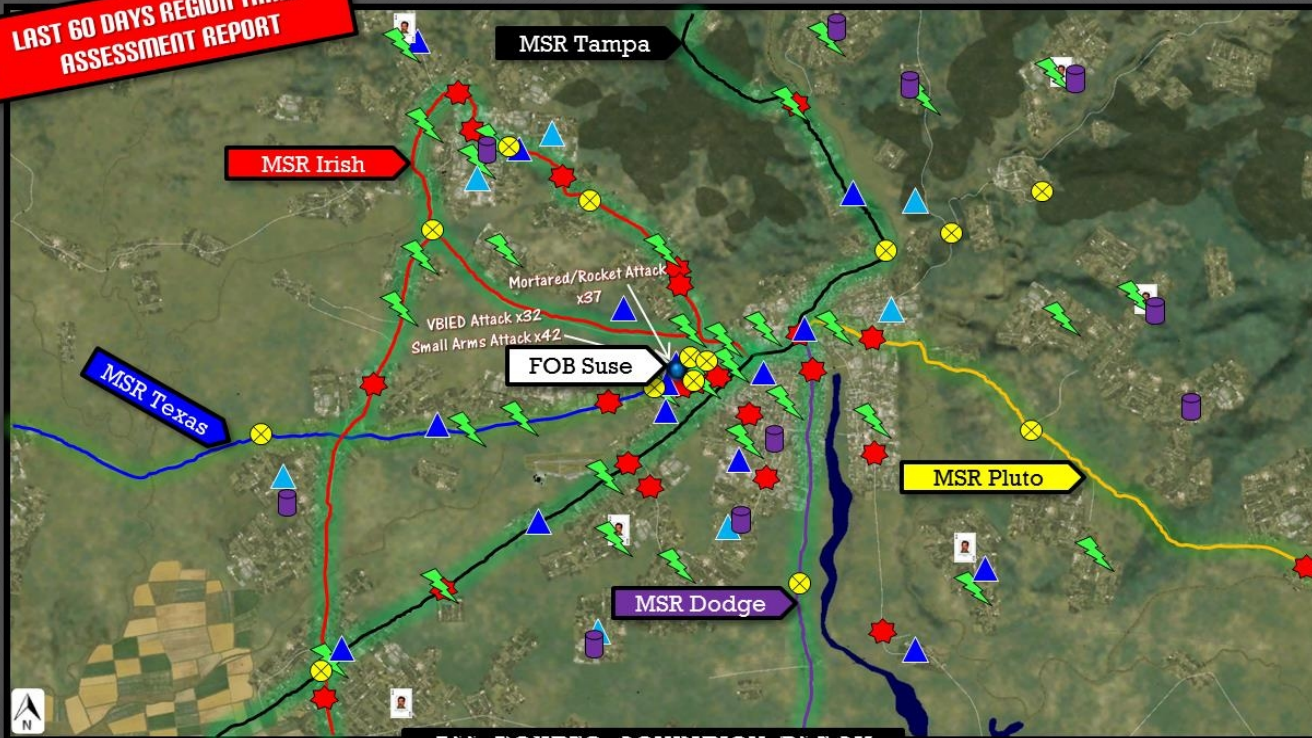 LAST 60 DAYS REGION
ASSESSMENT REPORT
MSR Tampa
MSR Irish
Mortared/Rocket Attack
x37
VBIED Attack x32
Small Arms Attack x42
FOB Suse
MSR Texas
MSR Pluto
MSR Dodge
N